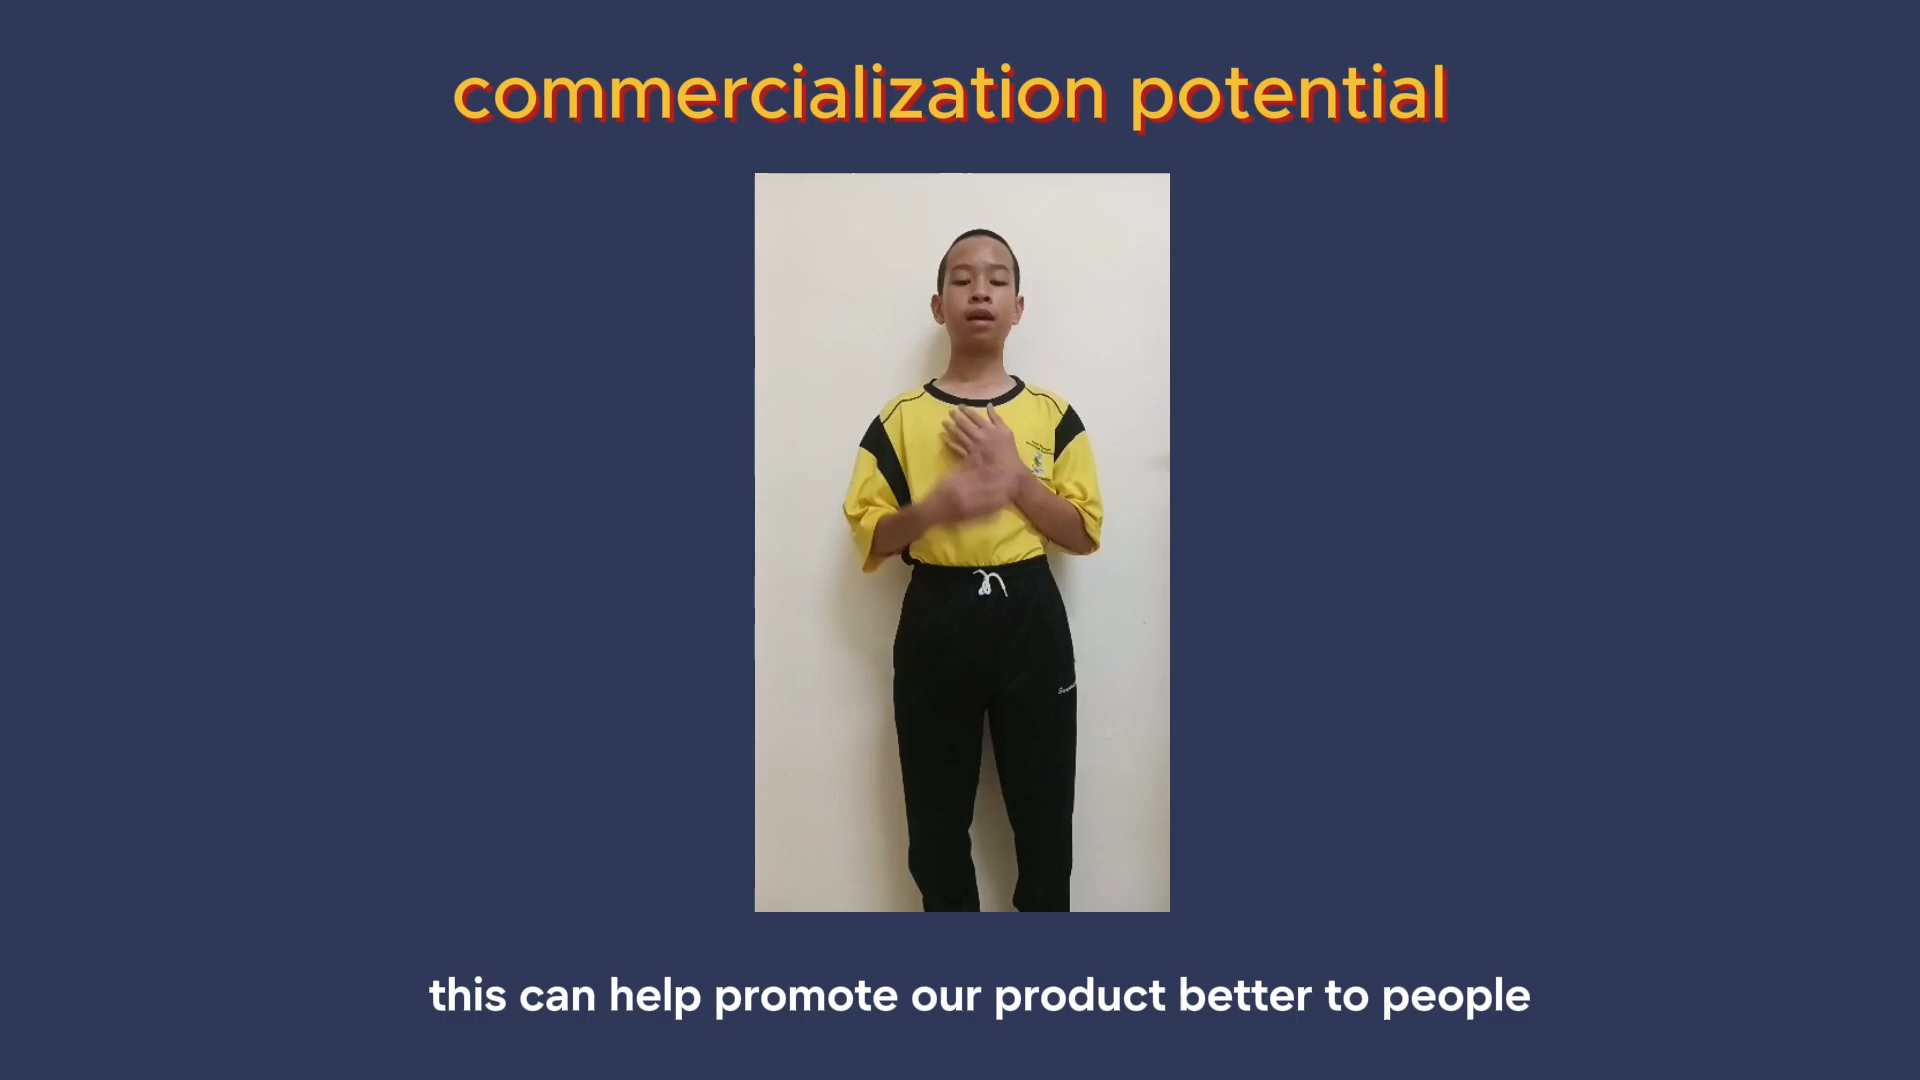 commercialization potential
this can help promote our product better to people